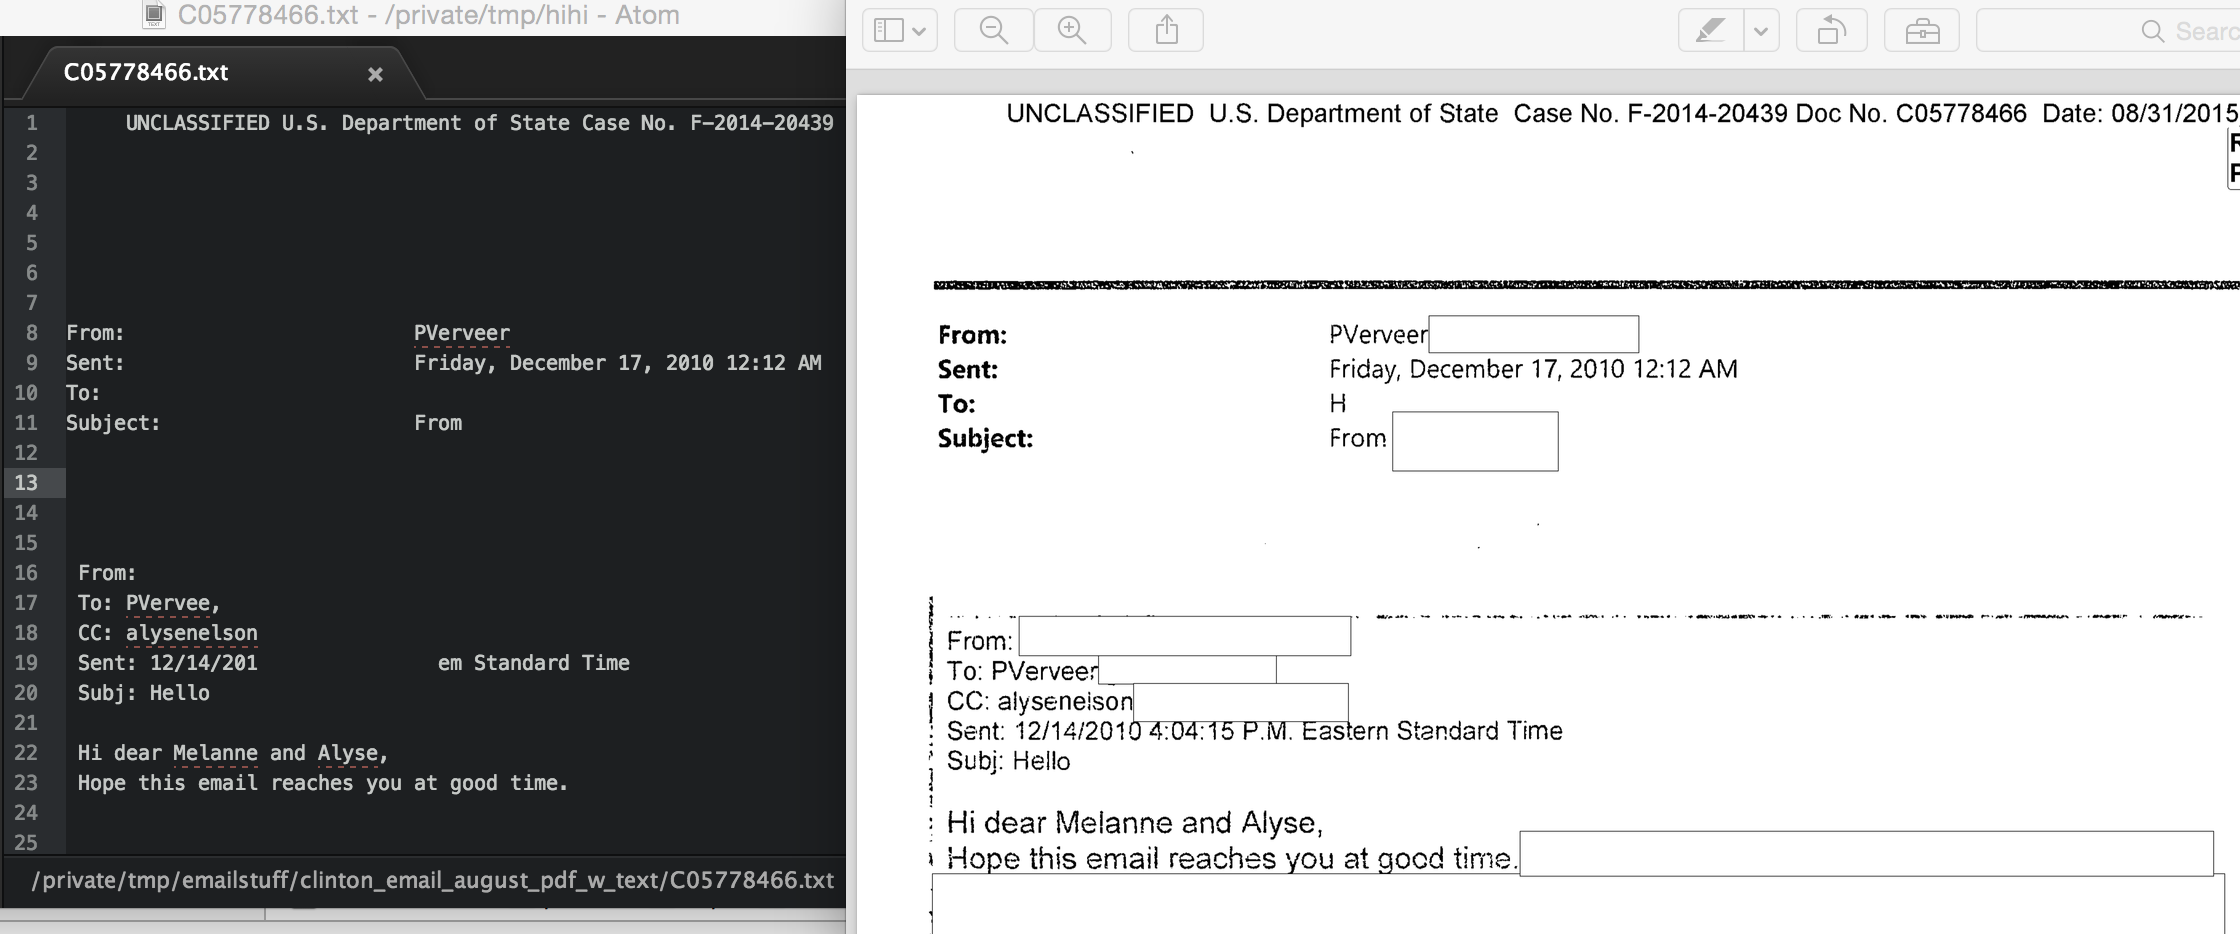 C05778466.txt - /private/tmp/hihi - Atom
C05778466.txt
1 UNCLASSIFIED U.S. Department of State Case No. F-2014-20439
2
3
4
5
6
7
8 From: PVerveer
9 Sent: Friday, December 17, 2010 12:12 AM
10 To:
11 Subject: From
12
13
14
15
16 From:
17 To: PVervee,
18 CC: alysenelson
19 Sent: 12/14/201 em Standard Time
20 Subj: Hello
21
22 Hi dear Melanne and Alyse,
23 Hope this email reaches you at good time.
24
25
/private/tmp/emailstuff/clinton_email_august_pdf_w_text/C05778466.txt
Searc
UNCLASSIFIED U.S. Department of State Case No. F-2014-20439 Doc No. C05778466 Date: 08/31/2015
From: PVerveer
Sent: Friday, December 17, 2010 12:12 AM
To: H
Subject: From
From:
To: PVerveer
CC: alysenelson
Sent: 12/14/2010 4:04:15 P.M. Eastern Standard Time
Subj: Hello
Hi dear Melanne and Alyse,
Hope this email reaches you at good time.